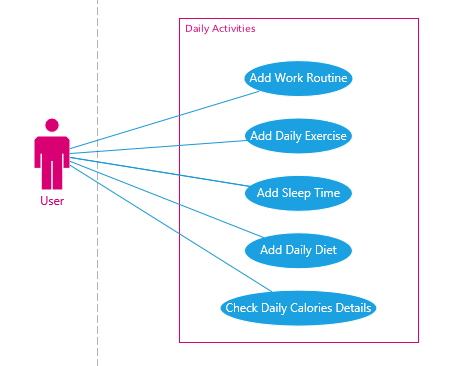 Daily Activities
Add Work Routine
Add Daily Exercise
Add Sleep Time
User
Add Daily Diet
Check Daily Calories Details